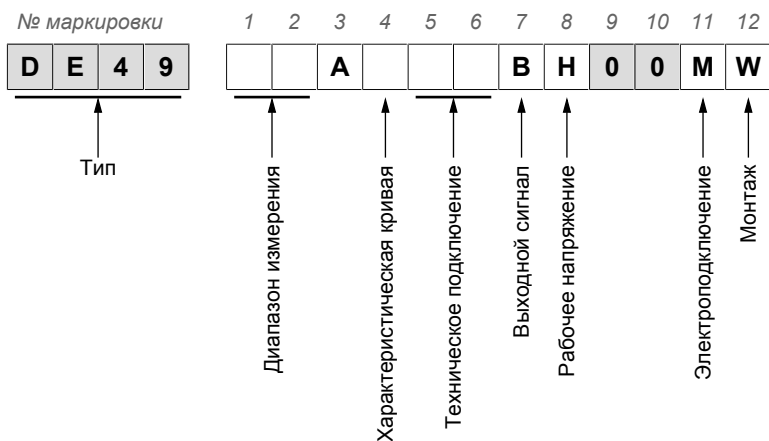 № маркировки 1 2 3 4 5 6 7 8 9 10 11 12
D E 4 9 A B H 0 0 M W
Тип
Диапазон измерения
Характеристическая кривая
Техническое подключение
Выходной сигнал
Рабочее напряжение
Электроподключение
Монтаж